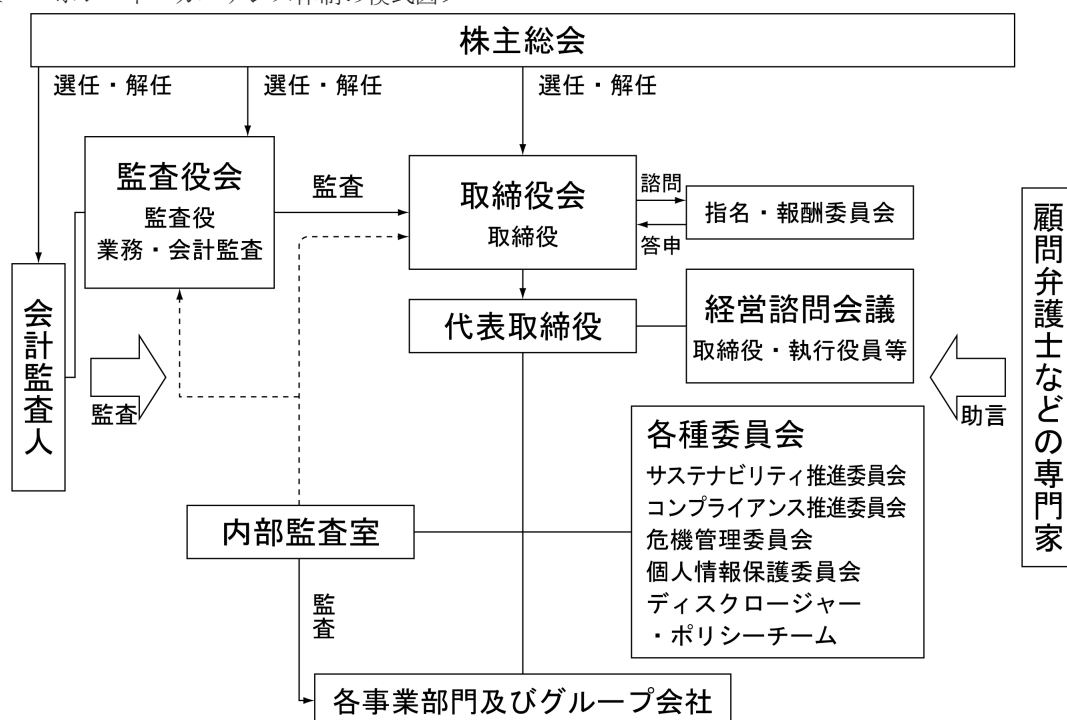 株主総会
選任・解任
選任・解任
選任・解任
監査役会
監査役
業務・会計監査
監査
取締役会
取締役
諮問
答申
指名・報酬委員会
会計監査人
監査
代表取締役
経営諮問会議
取締役・執行役員等
顧問弁護士などの専門家
助言
各種委員会
サステナビリティ推進委員会
コンプライアンス推進委員会
危機管理委員会
個人情報保護委員会
ディスクロージャー
・ポリシーチーム
内部監査室
監査
各事業部門及びグループ会社